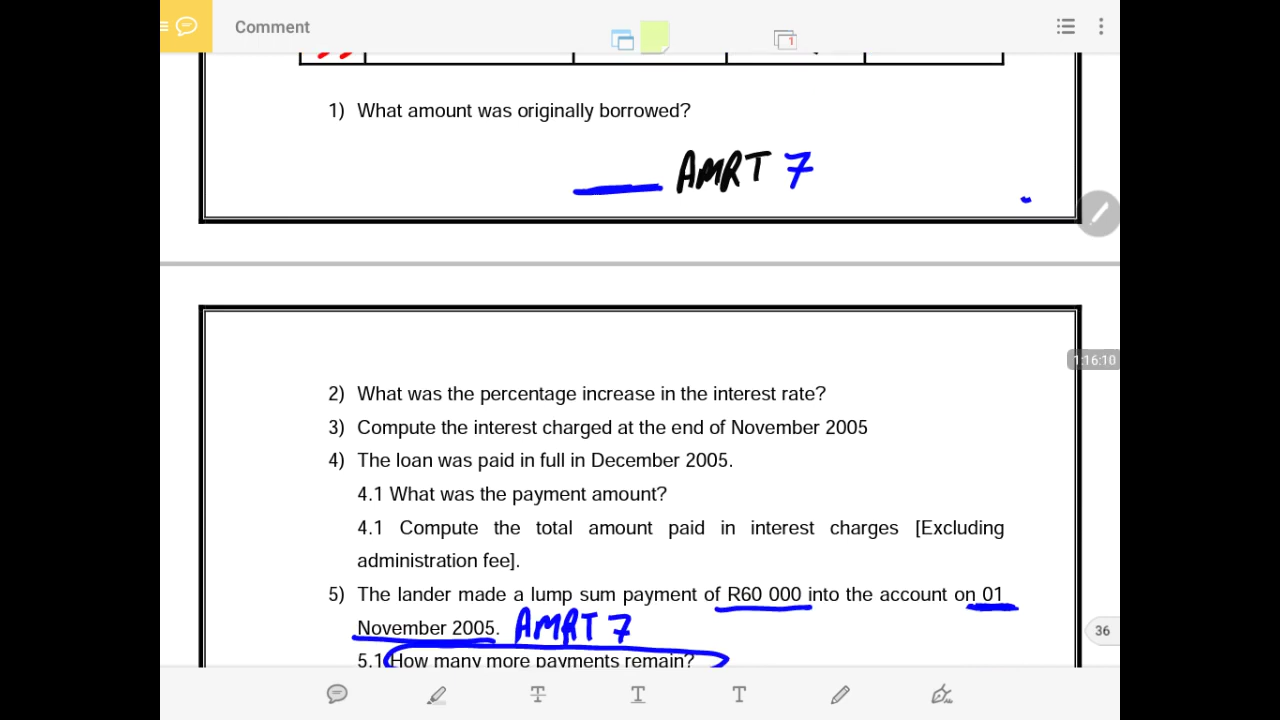 Comment
1
1) What amount was originally borrowed?
AMRT 7
1:16:10
2) What was the percentage increase in the interest rate?
3) Compute the interest charged at the end of November 2005
4) The loan was paid in full in December 2005.
4.1 What was the payment amount?
4.1 Compute the total amount paid in interest charges [Excluding
administration fee].
5) The lander made a lump sum payment of R60 000 into the account on 01
November 2005. AMRT 7
36
5.1 How many more payments remain?